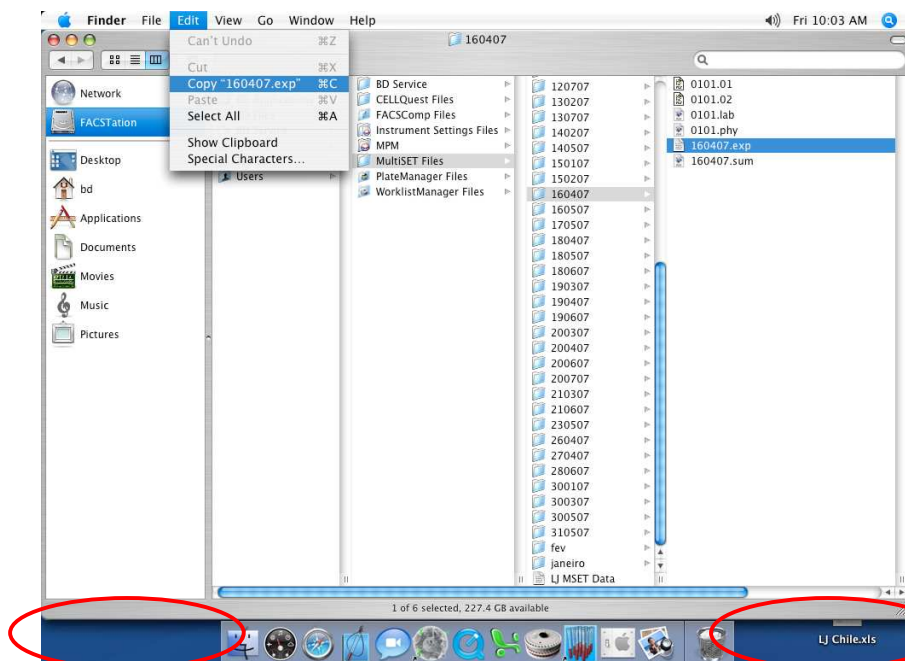 Finder File Edit View Go Window Help Fri 10:03 AM
160407
Can't Undo ⌘Z
Cut ⌘X
Copy "160407.exp" ⌘C
Paste ⌘V
Select All ⌘A
Show Clipboard
Special Characters...
Network
FACSTation
Desktop
bd
Applications
Documents
Movies
Music
Pictures
Users
BD Service
CELLQuest Files
FACSComp Files
Instrument Settings Files
MPM
MultiSET Files
PlateManager Files
WorklistManager Files
120707
130207
130707
140207
140507
150107
150207
160407
160507
170507
180407
180507
180607
190307
190407
190607
200307
200407
200607
200707
210307
210607
230507
260407
270407
280607
300107
300307
300507
310507
fev
janeiro
LJ MSET Data
0101.01
0101.02
0101.lab
0101.phy
160407.exp
160407.sum
1 of 6 selected, 227.4 GB available
LJ Chile.xls